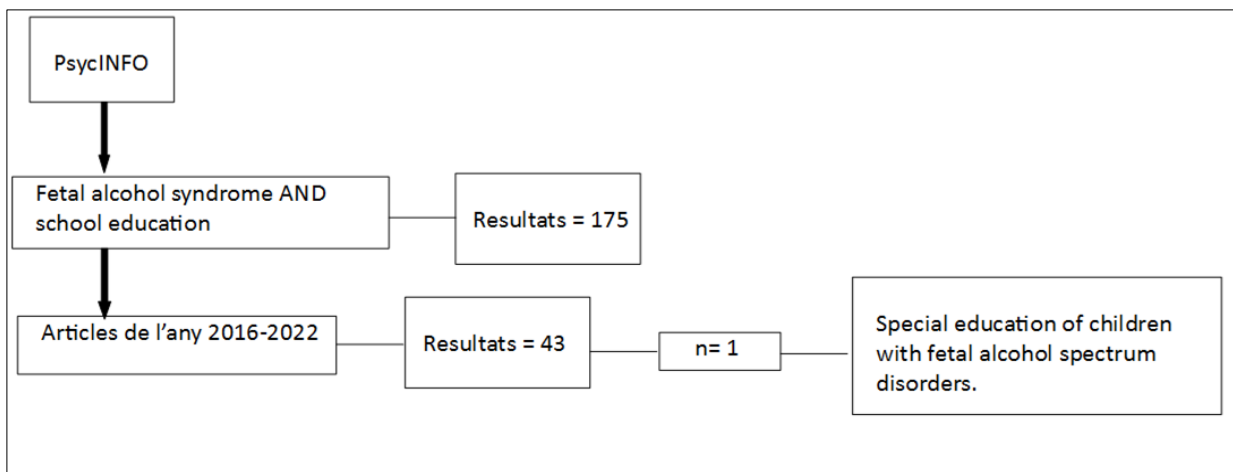 PsycINFO
Fetal alcohol syndrome AND
school education
Resultats = 175
Articles de l’any 2016-2022
Resultats = 43
n= 1
Special education of children
with fetal alcohol spectrum
disorders.